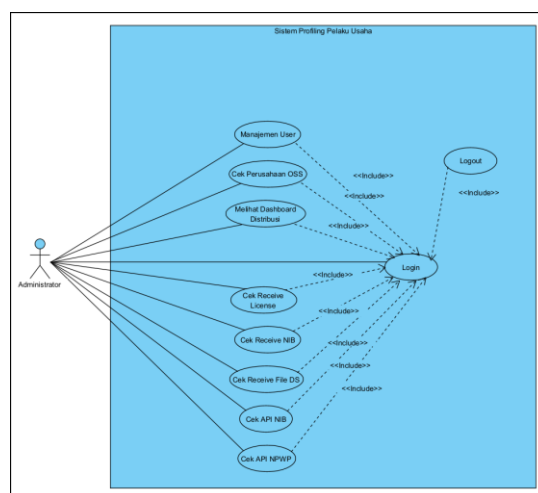 Sistem Profiling Pelaku Usaha
Manajemen User
<<Include>>
Logout
Cek Perusahaan OSS
<<Include>>
<<Include>>
Melihat Dashboard
Distribusi
<<Include>>
Administrator
Login
<<Include>>
Cek Receive
License
<<Include>>
Cek Receive NIB
<<Include>>
<<Include>>
Cek Receive File DS
<<Include>>
<<Include>>
Cek API NIB
Cek API NPWP